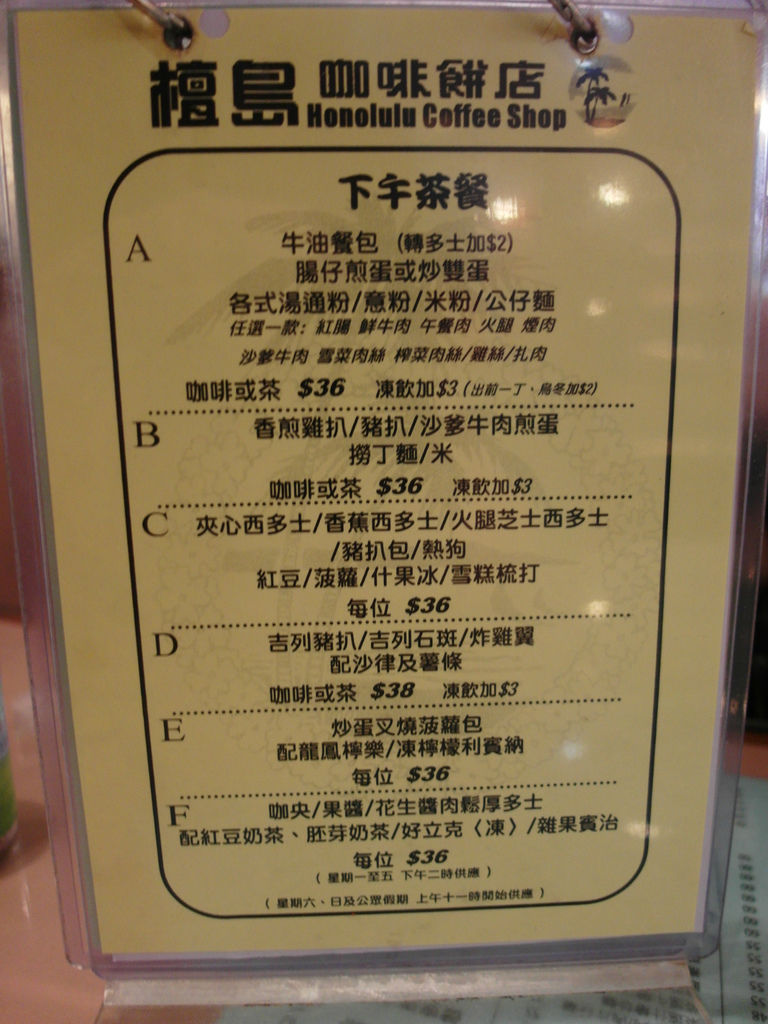 檀島 咖啡餅店
Honolulu Coffee Shop
下午茶餐
A
牛油餐包 (轉多士加$2)
腸仔煎蛋或炒雙蛋
各式湯通粉/意粉/米粉/公仔麵
任選一款: 紅腸 鮮牛肉 午餐肉 火腿 煙肉
沙爹牛肉 雪菜肉絲 榨菜肉絲/雞絲/扎肉
咖啡或茶 $36 凍飲加$3 (出前一丁、烏冬加$2)
B
香煎雞扒/豬扒/沙爹牛肉煎蛋
撈丁麵/米
咖啡或茶 $36 凍飲加$3
C
夾心西多士/香蕉西多士/火腿芝士西多士
/豬扒包/熱狗
紅豆/菠蘿/什果冰/雪糕梳打
每位 $36
D
吉列豬扒/吉列石斑/炸雞翼
配沙律及薯條
咖啡或茶 $38 凍飲加$3
E
炒蛋叉燒菠蘿包
配龍鳳檸樂/凍檸檬利賓納
每位 $36
F
咖央/果醬/花生醬肉鬆厚多士
配紅豆奶茶、胚芽奶茶/好立克〈凍〉/雜果賓治
每位 $36
( 星期一至五 下午二時供應 )
( 星期六、日及公眾假期 上午十一時開始供應 )